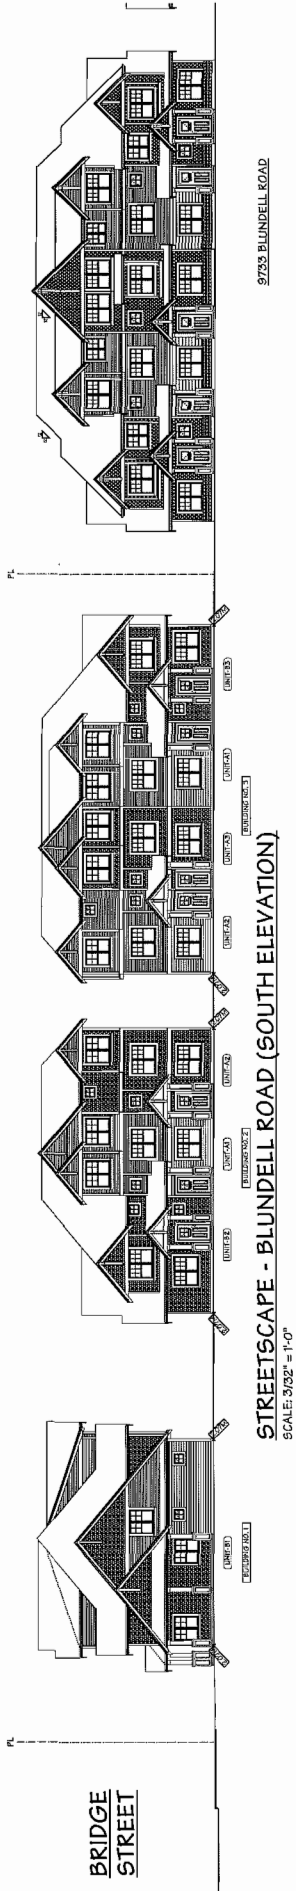 PL
BRIDGE
STREET
UNIT-B1
BUILDING NO. 1
UNIT-B2
UNIT-A1
UNIT-A2
BUILDING NO. 2
UNIT-A2
UNIT-A3
UNIT-A1
UNIT-B3
BUILDING NO. 3
PL
9733 BLUNDELL ROAD
STREETSCAPE - BLUNDELL ROAD (SOUTH ELEVATION)
SCALE: 3/32" = 1'-0"